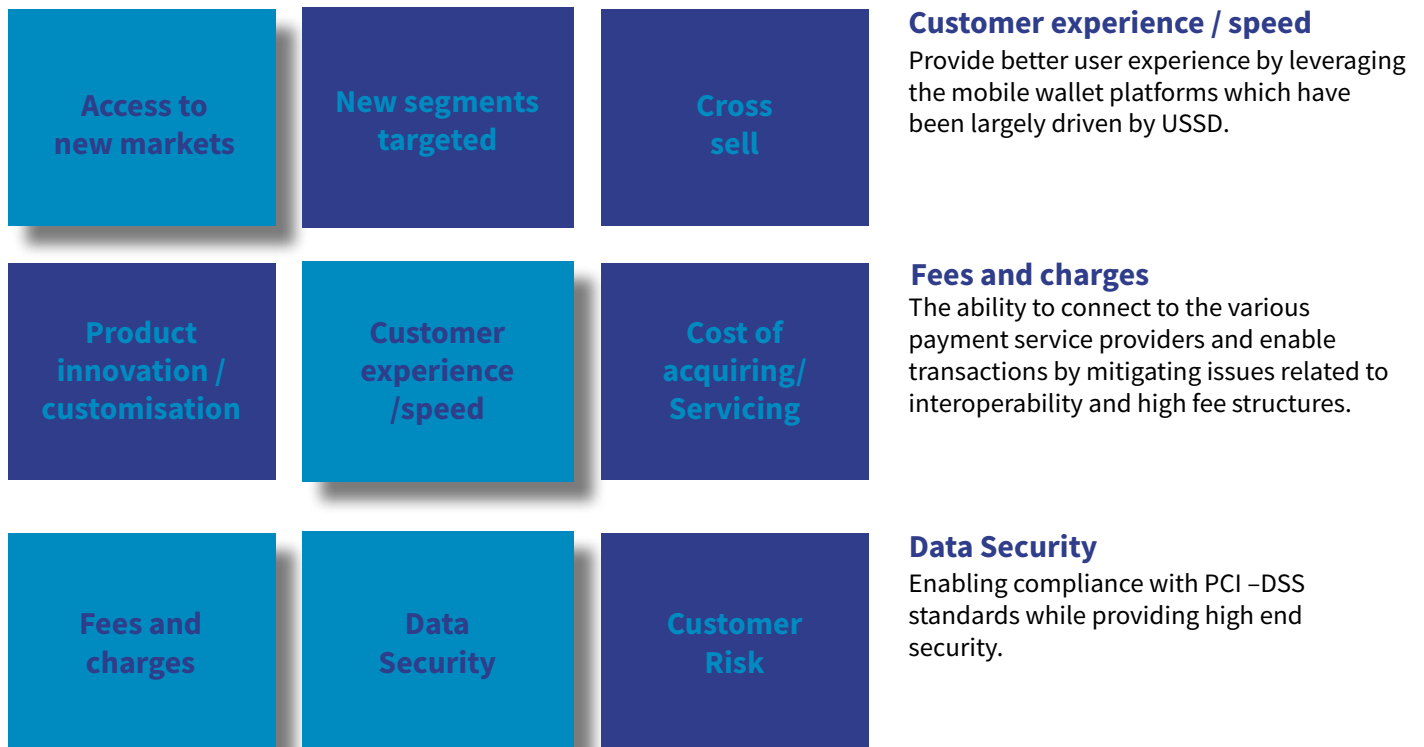 Access to
new markets
New segments
targeted
Cross
sell
Customer experience / speed
Provide better user experience by leveraging
the mobile wallet platforms which have
been largely driven by USSD.
Product
innovation /
customisation
Customer
experience
/speed
Cost of
acquiring/
Servicing
Fees and charges
The ability to connect to the various
payment service providers and enable
transactions by mitigating issues related to
interoperability and high fee structures.
Fees and
charges
Data
Security
Customer
Risk
Data Security
Enabling compliance with PCI –DSS
standards while providing high end
security.